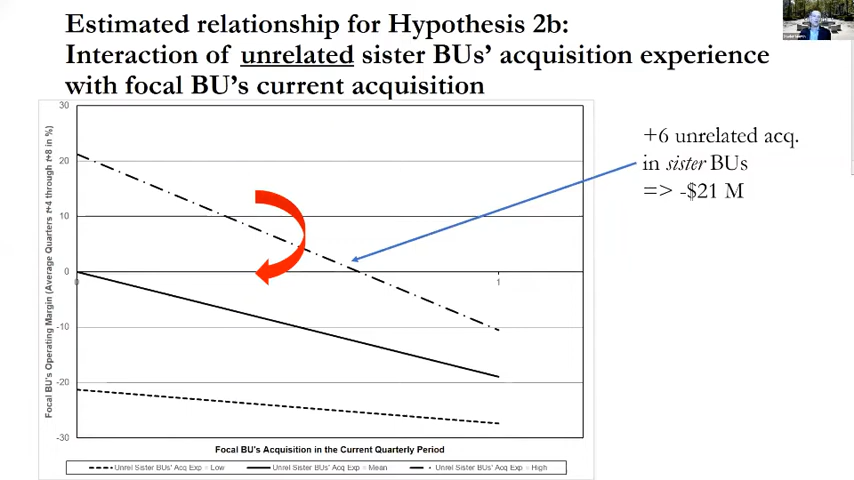 Estimated relationship for Hypothesis 2b:
Interaction of unrelated sister BUs' acquisition experience
with focal BU's current acquisition
+6 unrelated acq.
in sister BUs
=> -$21 M
Focal BU's Operating Margin (Average Quarters t+4 through t+8 in %)
30
20
10
0
-10
-20
-30
0
1
Focal BU's Acquisition in the Current Quarterly Period
Unrel Sister BUs' Acq Exp = Low
Unrel Sister BUs' Acq Exp = Mean
Unrel Sister BUs' Acq Exp = High